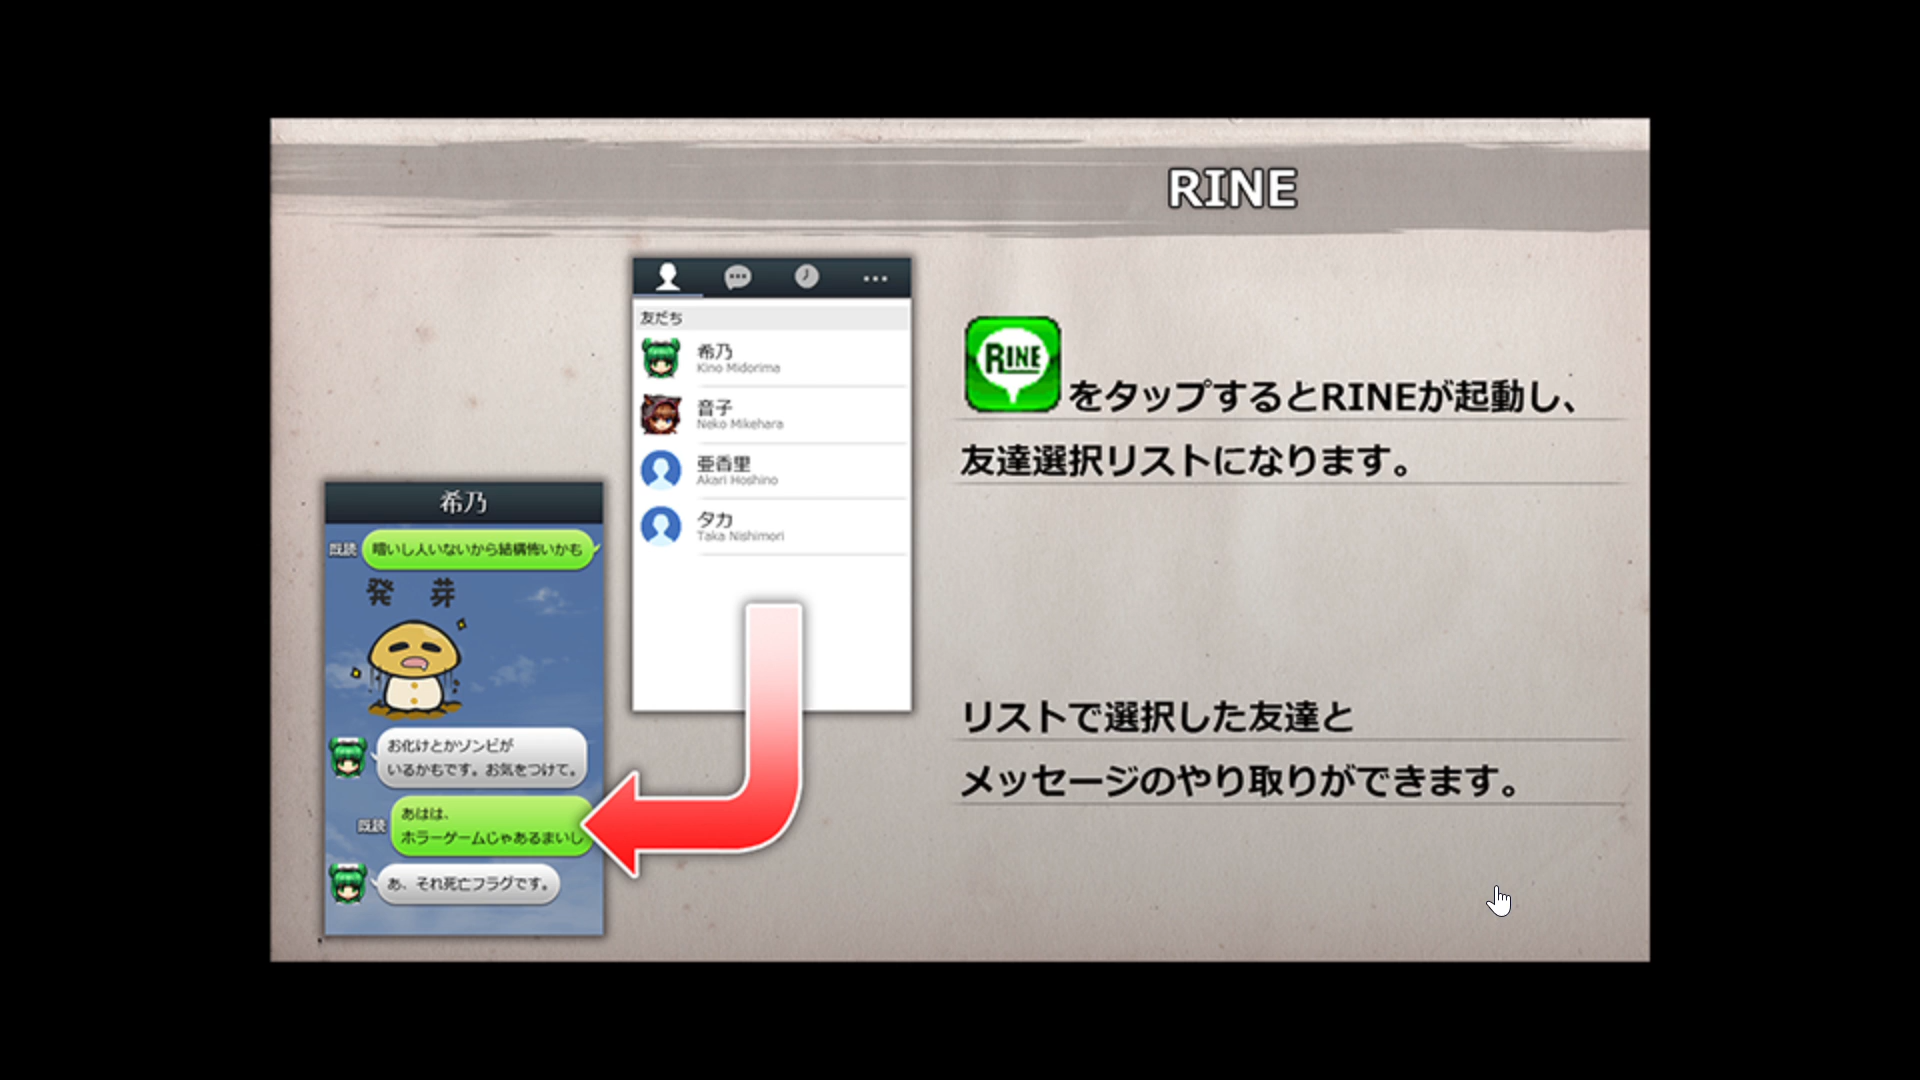 RINE
友だち
希乃
Kino Midorima
音子
Neko Mikehara
亜香里
Akari Hoshino
タカ
Taka Nishimori
RINE
をタップするとRINEが起動し、
友達選択リストになります。
希乃
既読
暗いし人いないから結構怖いかも
発 芽
お化けとかゾンビが
いるかもです。お気をつけて。
既読
あはは、
ホラーゲームじゃあるまいし
あ、それ死亡フラグです。
リストで選択した友達と
メッセージのやり取りができます。